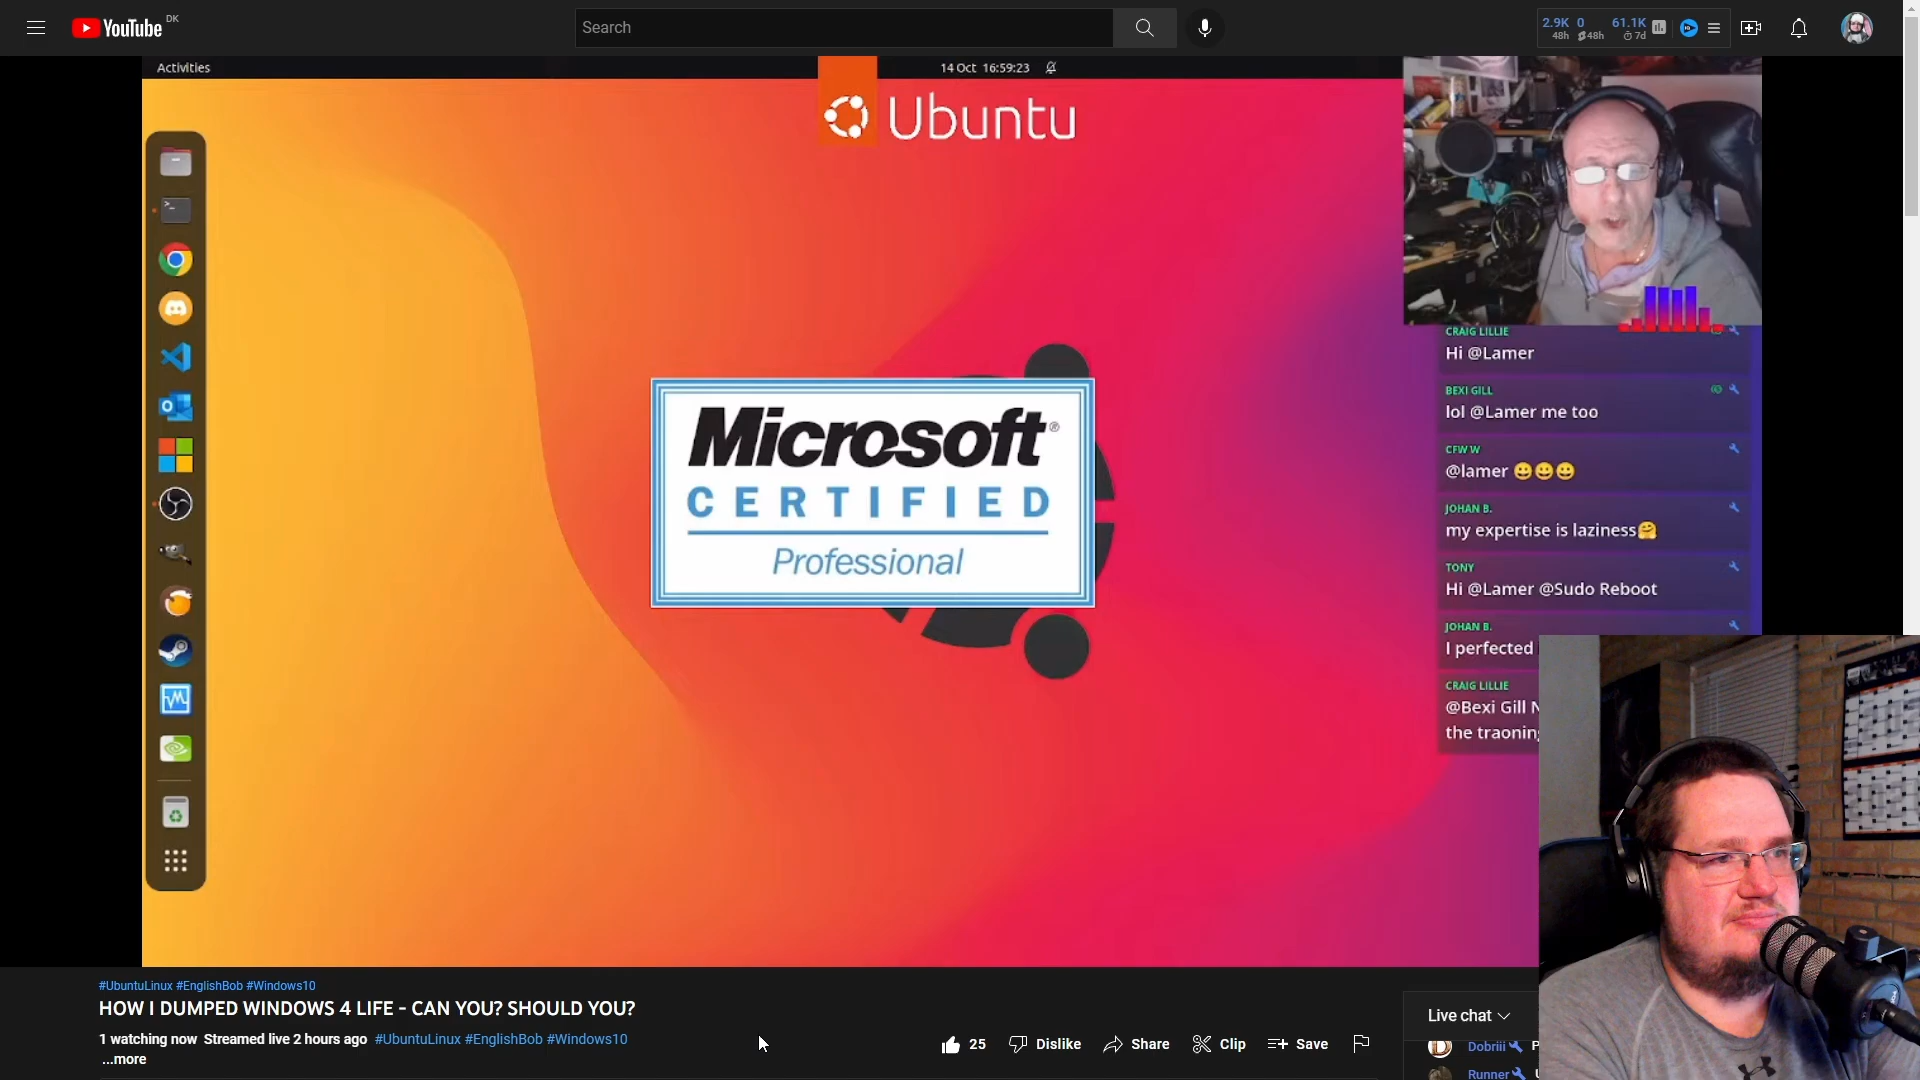 YouTube DK
Search
2.9K 0 61.1K
48h 48h 7d
Activities
14 Oct 16:59:23
Ubuntu
Microsoft®
CERTIFIED
Professional
CRAIG LILLIE
Hi @Lamer
BEXI GILL
lol @Lamer me too
CFW W
@lamer 😀😀😀
JOHAN B.
my expertise is laziness🤗
TONY
Hi @Lamer @Sudo Reboot
JOHAN B.
I perfected
CRAIG LILLIE
@Bexi Gill
the traoning
#UbuntuLinux #EnglishBob #Windows10
HOW I DUMPED WINDOWS 4 LIFE - CAN YOU? SHOULD YOU?
1 watching now Streamed live 2 hours ago #UbuntuLinux #EnglishBob #Windows10
...more
25 Dislike Share Clip Save
Live chat
Dobriii
Runner